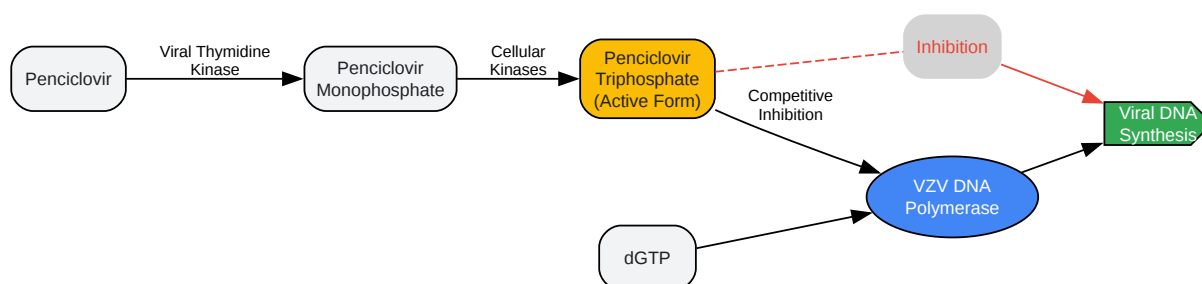 Penciclovir
Viral Thymidine
Kinase
Penciclovir
Monophosphate
Cellular
Kinases
Penciclovir
Triphosphate
(Active Form)
Competitive
Inhibition
dGTP
VZV DNA
Polymerase
Inhibition
Viral DNA
Synthesis